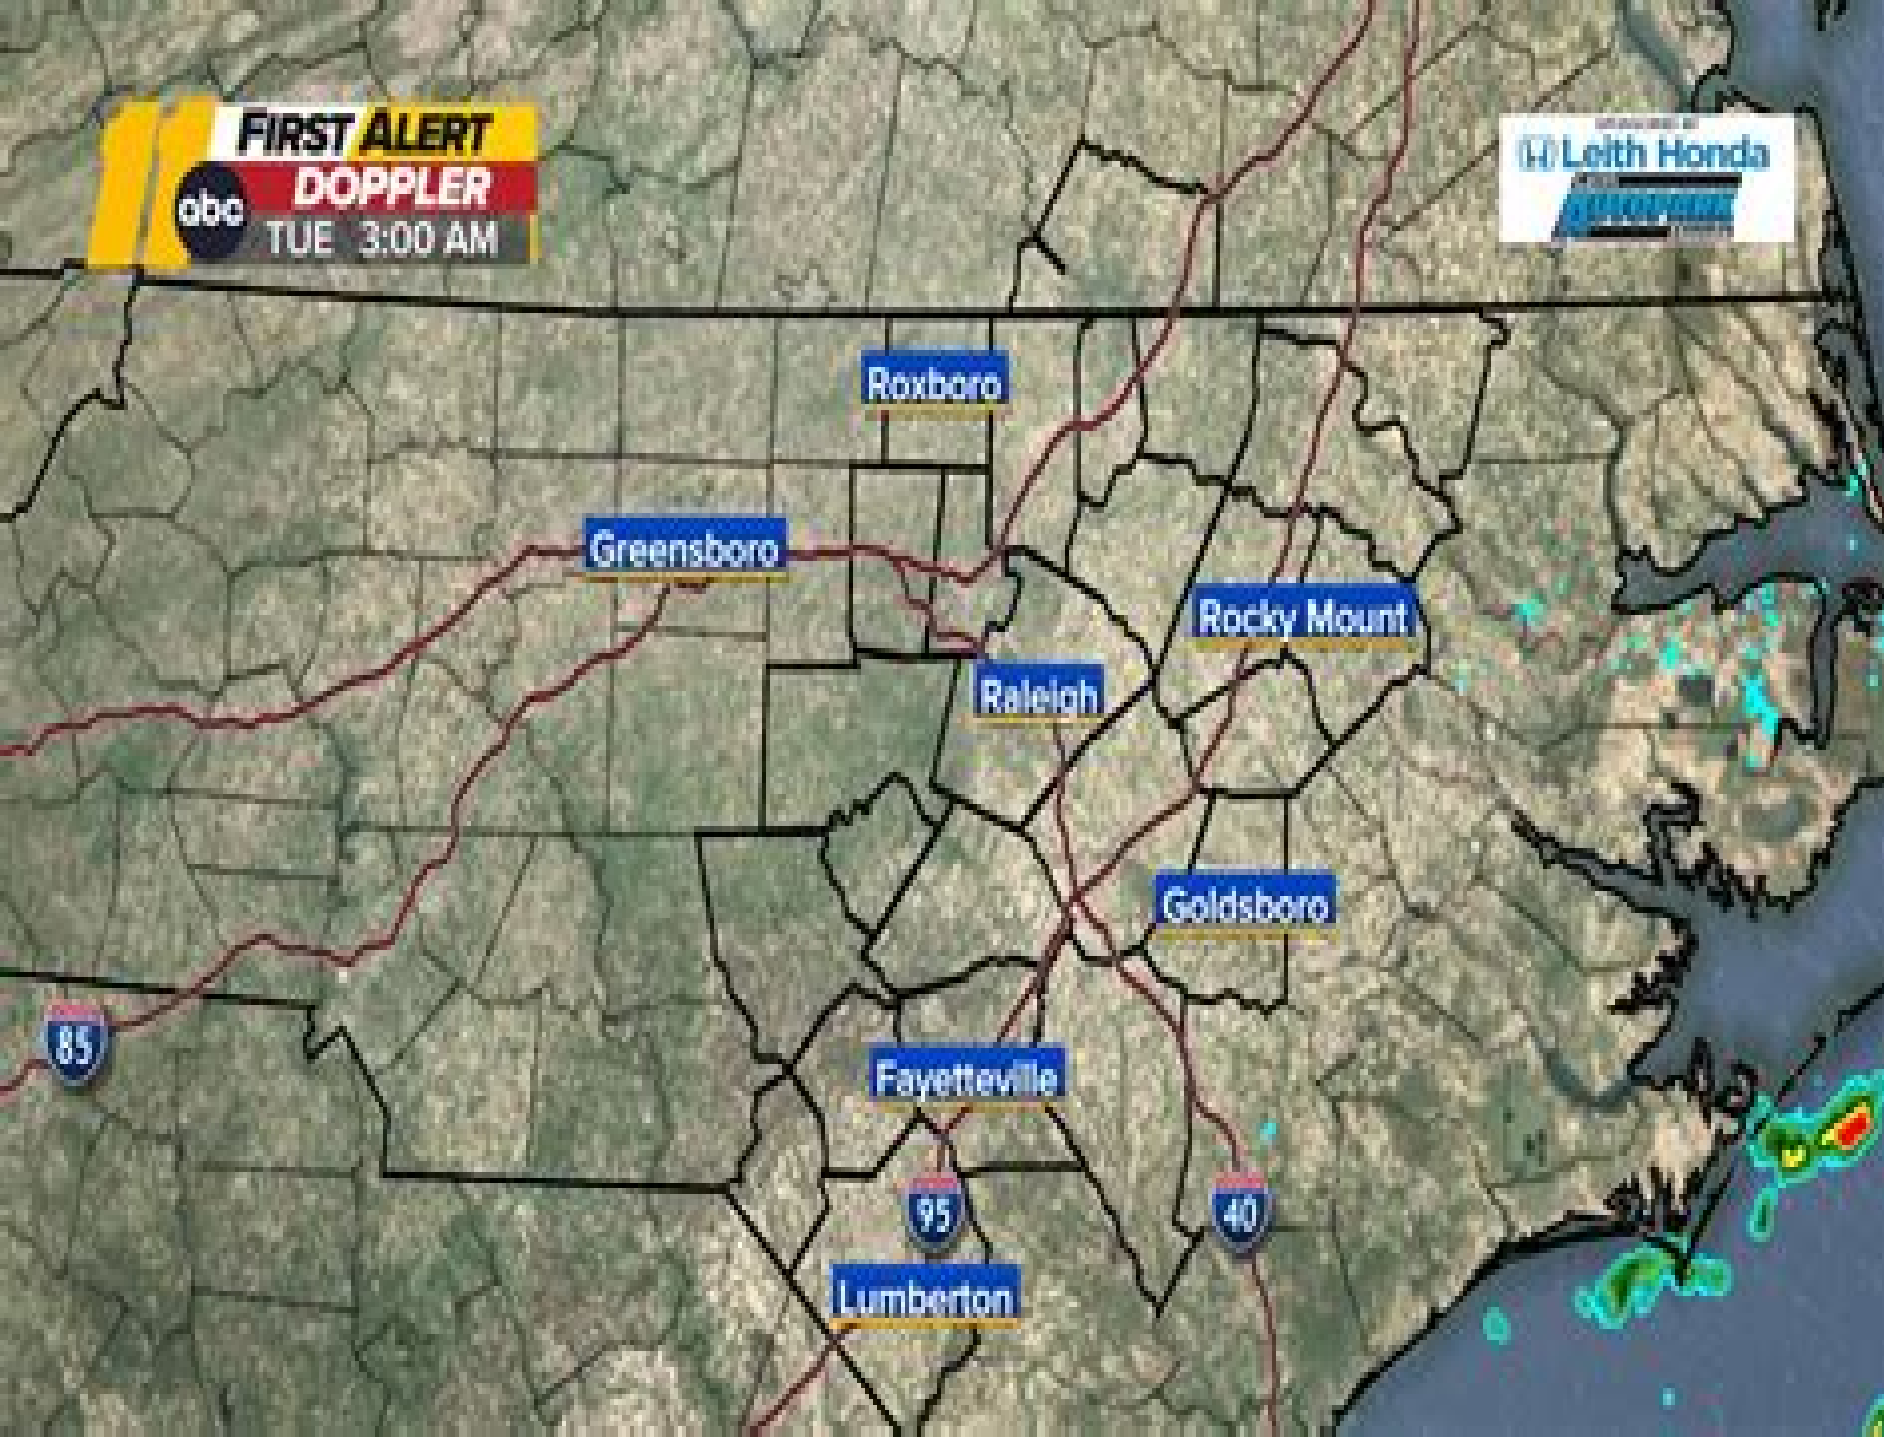 FIRST ALERT
DOPPLER
abc
TUE 3:00 AM
Leith Honda
Roxboro
Greensboro
Rocky Mount
Raleigh
Goldsboro
85
Fayetteville
95
40
Lumberton